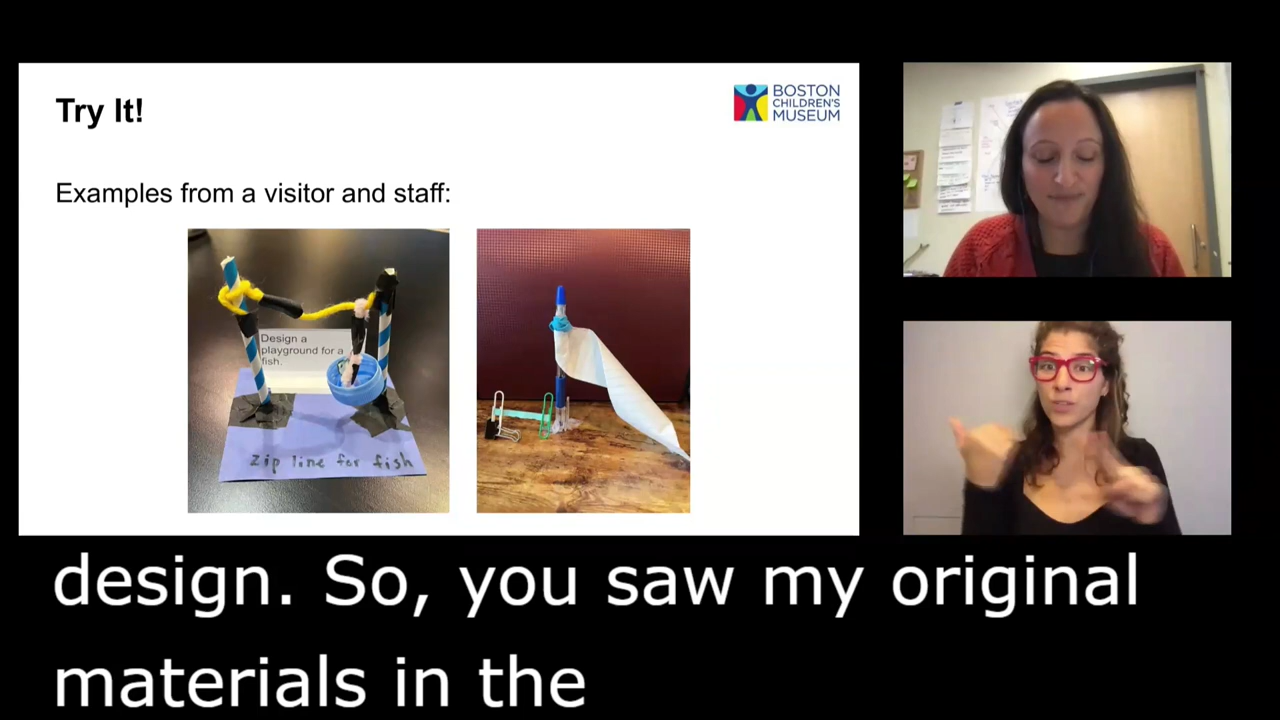 Try It!
BOSTON
CHILDREN'S
MUSEUM
Examples from a visitor and staff:
Design a
playground for a
fish.
zip line for fish
design. So, you saw my original
materials in the